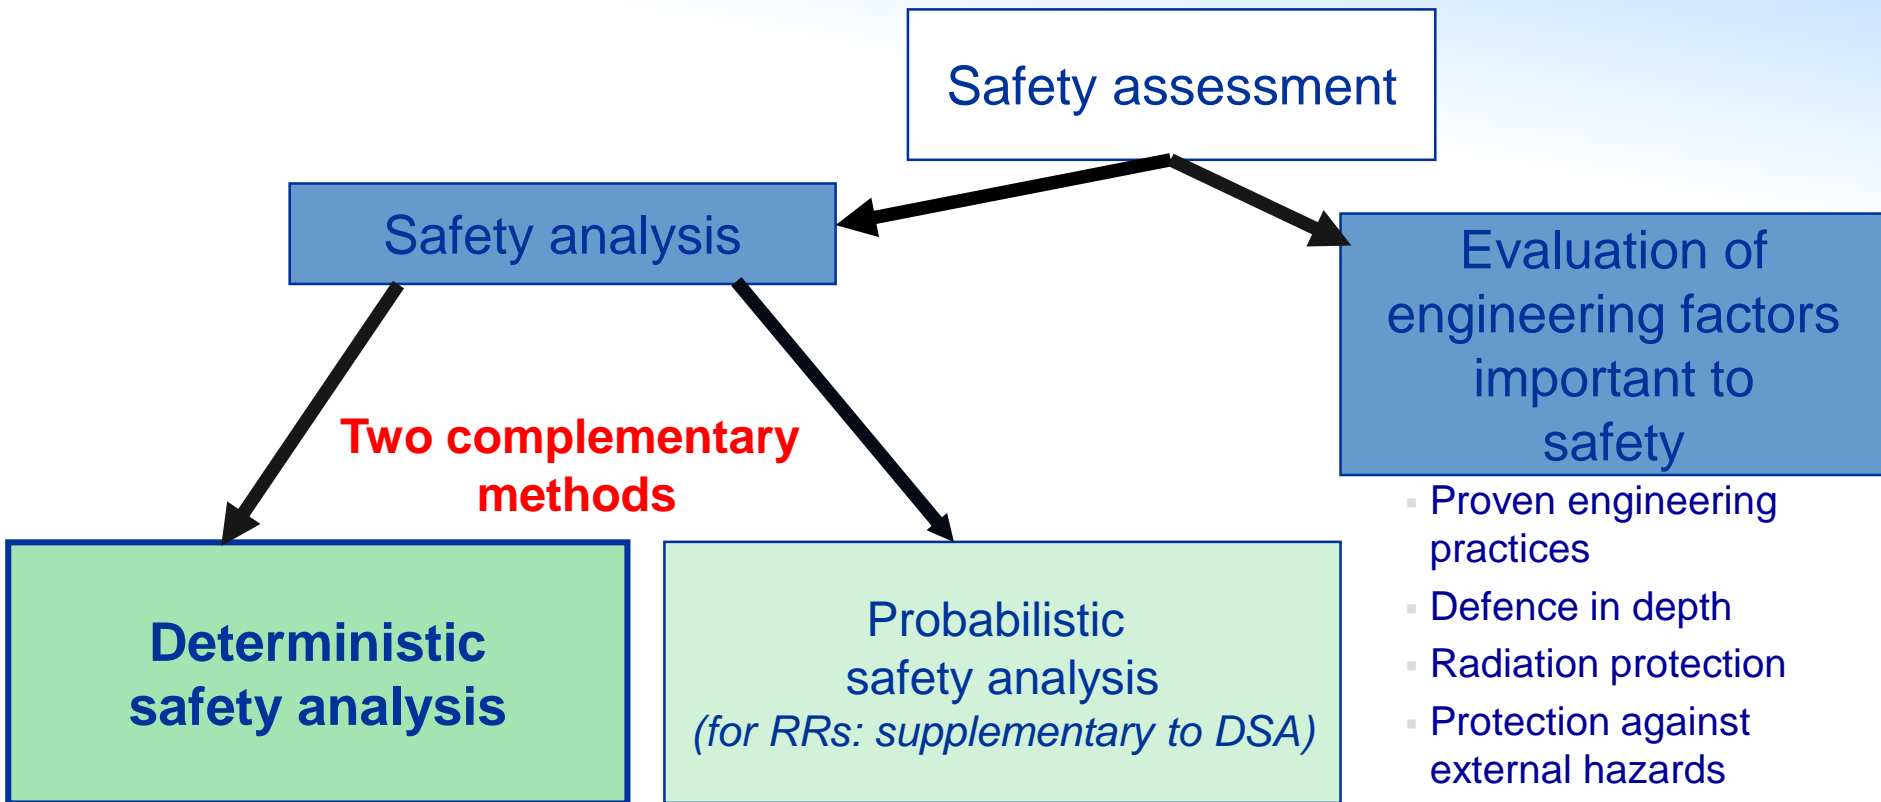 Safety assessment
Safety analysis
Evaluation of
engineering factors
important to
safety
Two complementary
methods
Deterministic
safety analysis
Probabilistic
safety analysis
(for RRs: supplementary to DSA)
▪ Proven engineering
practices
▪ Defence in depth
▪ Radiation protection
▪ Protection against
external hazards